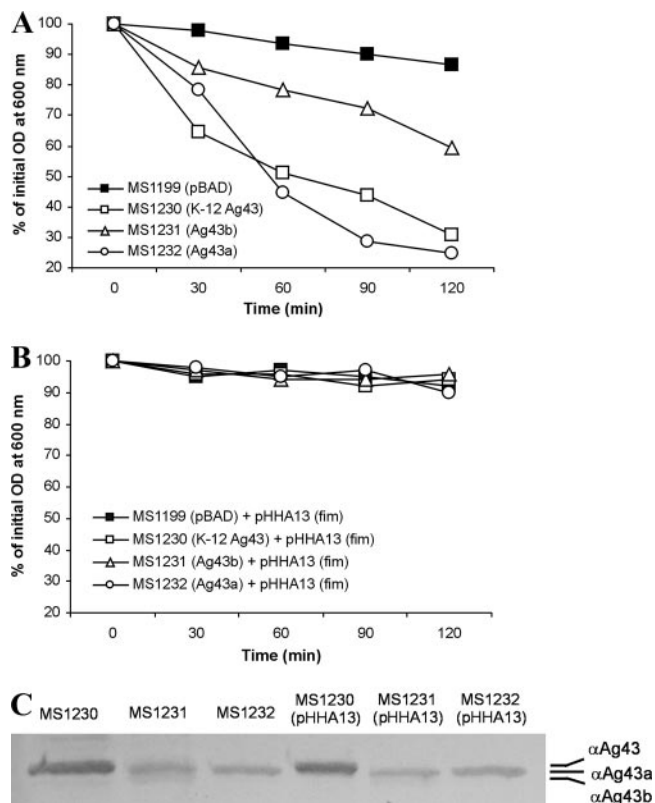 A
% of initial OD at 600 nm
100
90
80
70
60
50
40
30
20
MS1199 (pBAD)
MS1230 (K-12 Ag43)
MS1231 (Ag43b)
MS1232 (Ag43a)
0 30 60 90 120
Time (min)
B
% of initial OD at 600 nm
100
90
80
70
60
50
40
30
20
MS1199 (pBAD) + pHHA13 (fim)
MS1230 (K-12 Ag43) + pHHA13 (fim)
MS1231 (Ag43b) + pHHA13 (fim)
MS1232 (Ag43a) + pHHA13 (fim)
0 30 60 90 120
Time (min)
C
MS1230 MS1231 MS1232 MS1230 (pHHA13) MS1231 (pHHA13) MS1232 (pHHA13)
αAg43
αAg43a
αAg43b